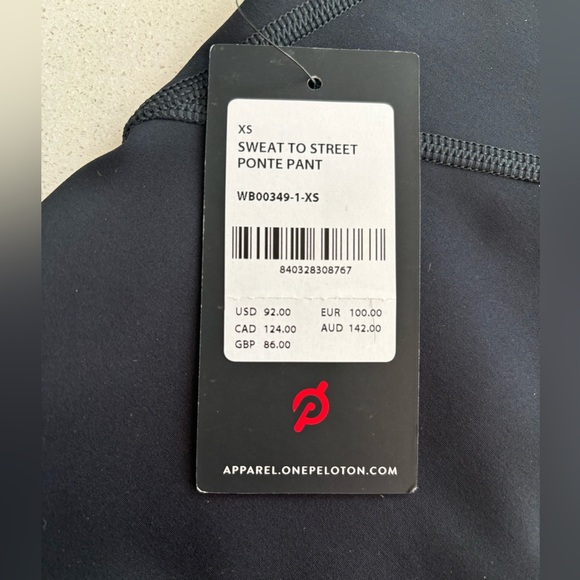 XS
SWEAT TO STREET
PONTE PANT
WB00349-1-XS
840328308767
USD 92.00 EUR 100.00
CAD 124.00 AUD 142.00
GBP 86.00
APPAREL.ONEPELOTON.COM